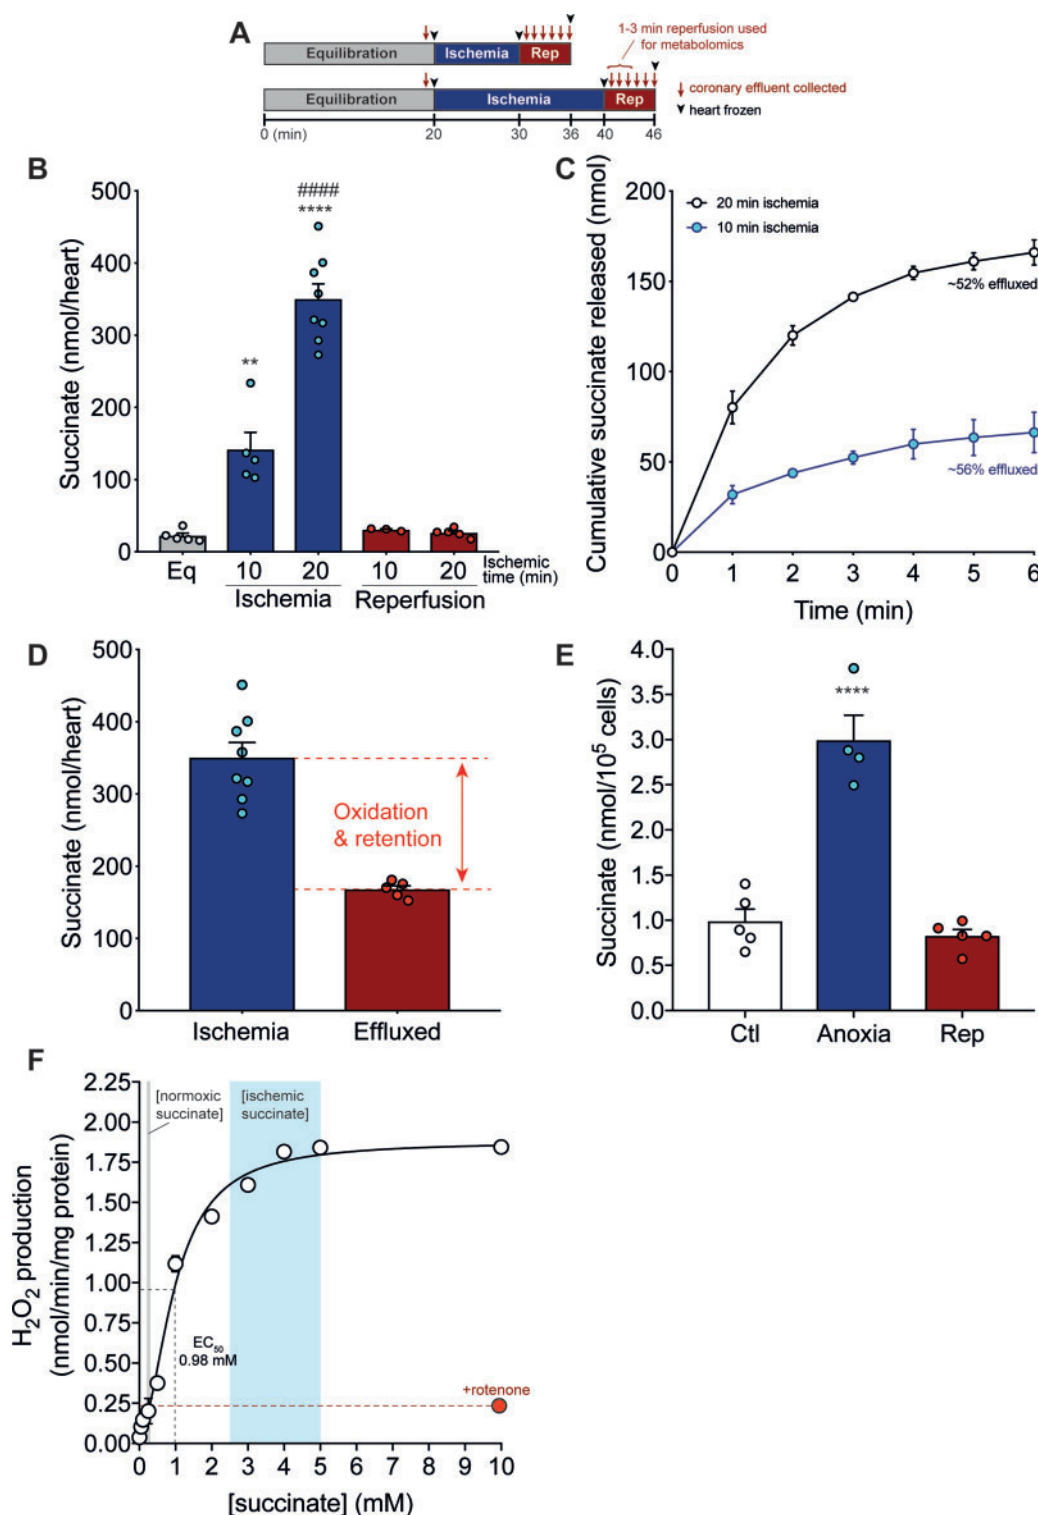 A
1-3 min reperfusion used
for metabolomics
Equilibration
Ischemia
Rep
Equilibration
Ischemia
Rep
coronary effluent collected
heart frozen
0 (min)
20
30
36
40
46
B
Succinate (nmol/heart)
500
400
300
200
100
0
**
####
****
Eq
10
20
10
20
Ischemic
time (min)
Ischemia
Reperfusion
C
Cumulative succinate released (nmol)
200
150
100
50
0
20 min ischemia
10 min ischemia
~52% effluxed
~56% effluxed
0 1 2 3 4 5 6
Time (min)
D
Succinate (nmol/heart)
500
400
300
200
100
0
Oxidation
& retention
Ischemia
Effluxed
E
Succinate (nmol/10⁵ cells)
4.0
3.5
3.0
2.5
2.0
1.5
1.0
0.5
0.0
****
Ctl
Anoxia
Rep
F
H₂O₂ production
(nmol/min/mg protein)
2.25
2.00
1.75
1.50
1.25
1.00
0.75
0.50
0.25
0.00
[normoxic
succinate]
[ischemic
succinate]
EC₅₀
0.98 mM
+rotenone
0 1 2 3 4 5 6 7 8 9 10
[succinate] (mM)